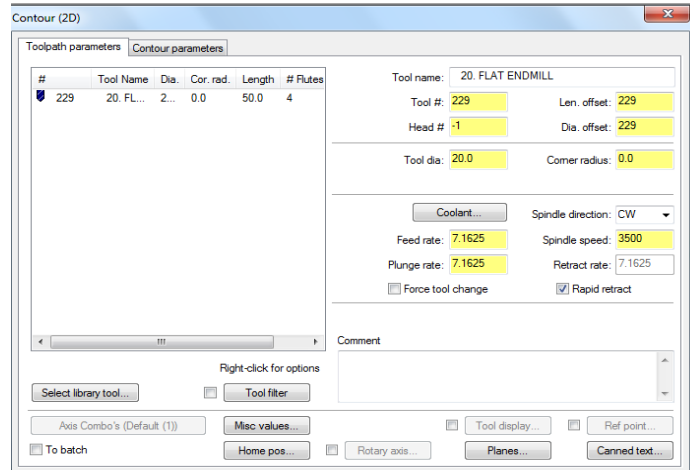 Contour (2D)
Toolpath parameters Contour parameters
# Tool Name Dia. Cor. rad. Length # Flutes
229 20. FL... 2... 0.0 50.0 4
Tool name: 20. FLAT ENDMILL
Tool #: 229 Len. offset: 229
Head # -1 Dia. offset: 229
Tool dia: 20.0 Corner radius: 0.0
Coolant... Spindle direction: CW
Feed rate: 7.1625 Spindle speed: 3500
Plunge rate: 7.1625 Retract rate: 7.1625
Force tool change Rapid retract
Comment
Right-click for options
Select library tool... Tool filter
Axis Combo's (Default (1)) Misc values... Tool display... Ref point...
To batch Home pos... Rotary axis... Planes... Canned text...